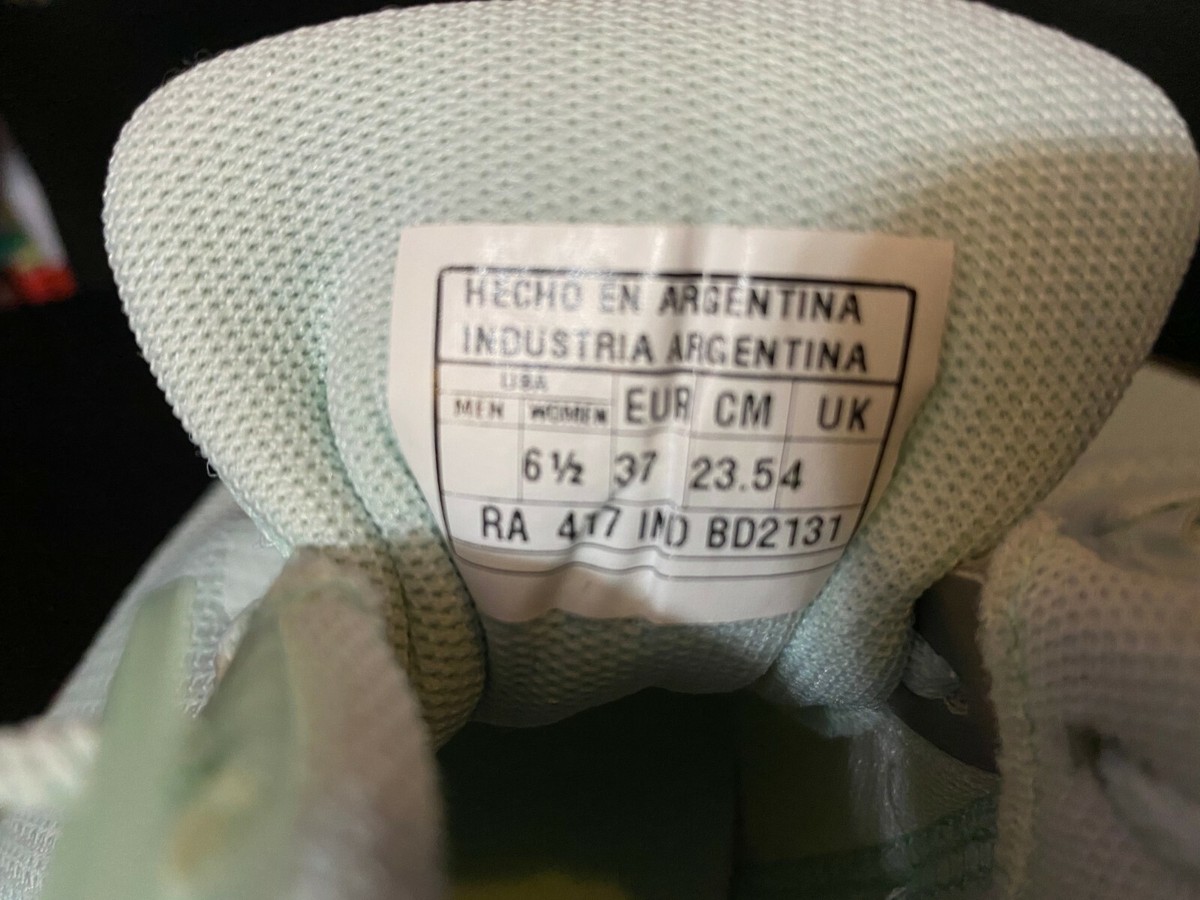 HECHO EN ARGENTINA
INDUSTRIA ARGENTINA
USA
MEN WOMEN EUR CM UK
6½ 37 23.5 4
RA 417 IND BD2131